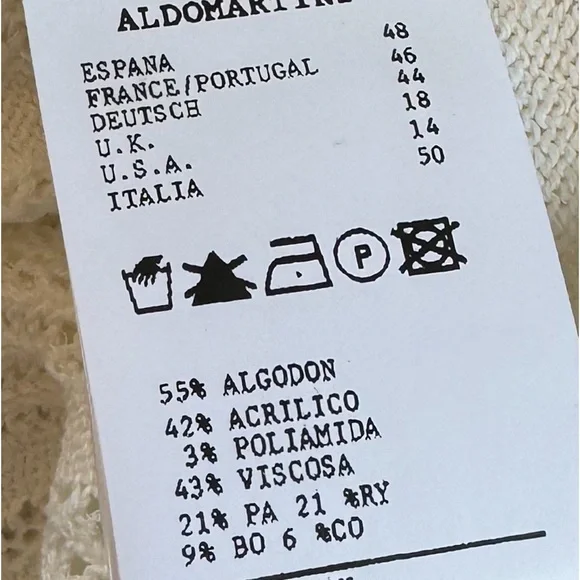 ALDOMARTINS
ESPANA 48
FRANCE/PORTUGAL 46
DEUTSCH 44
U.K. 18
U.S.A. 14
ITALIA 50
P
55% ALGODON
42% ACRILICO
3% POLIAMIDA
43% VISCOSA
21% PA 21 %RY
9% BO 6 %CO